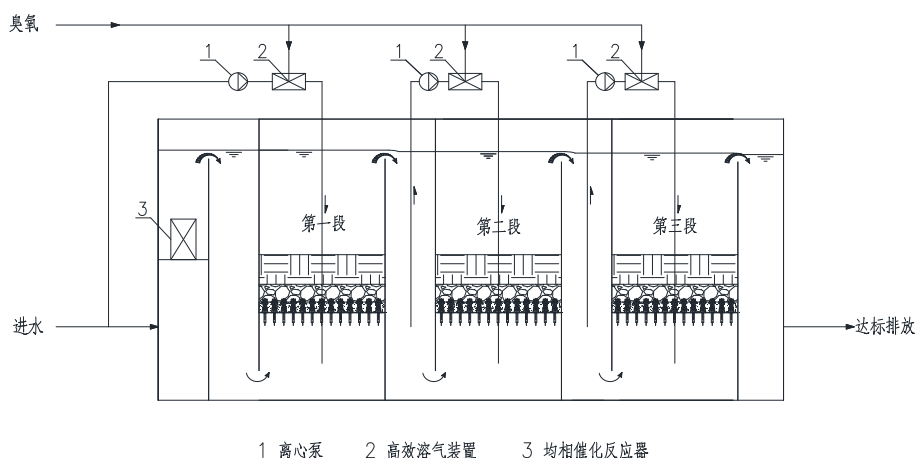 臭氧
1 2 1 2 1 2
3
第一段 第二段 第三段
进水 达标排放
1 离心泵 2 高效溶气装置 3 均相催化反应器